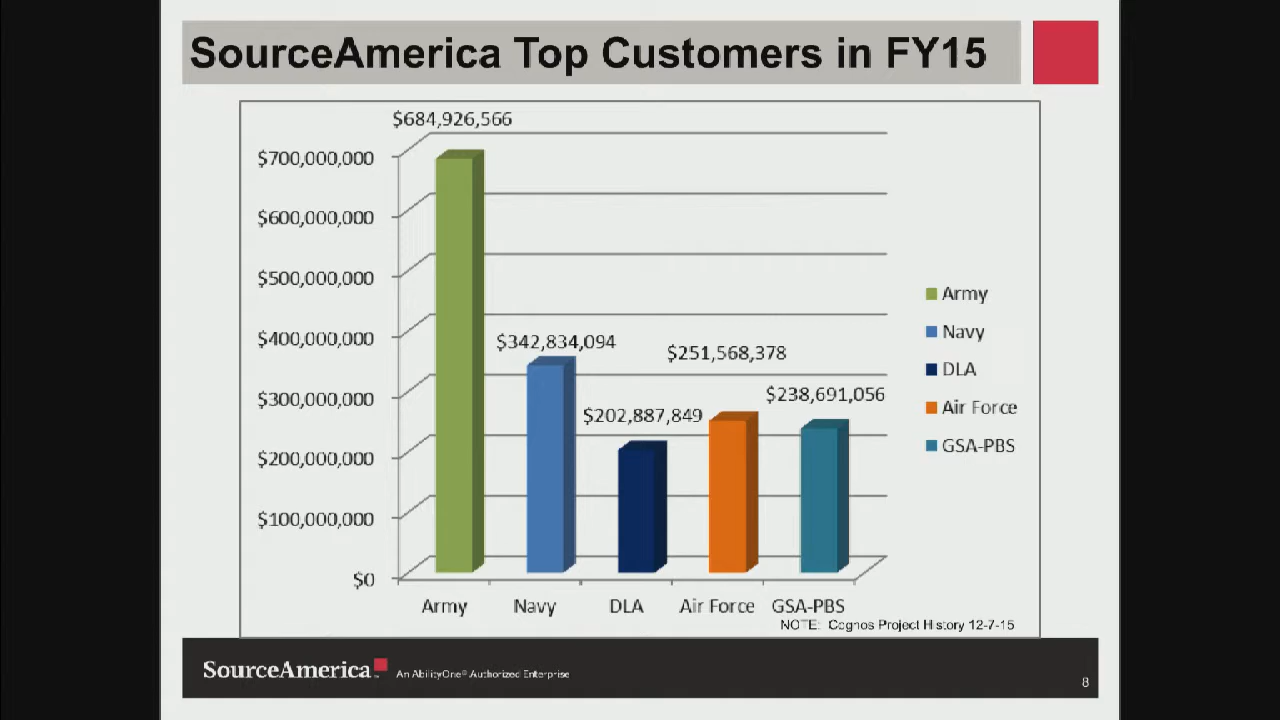 SourceAmerica Top Customers in FY15
$684,926,566
$700,000,000
$600,000,000
$500,000,000
$400,000,000
$300,000,000
$200,000,000
$100,000,000
$0
$342,834,094
$202,887,849
$251,568,378
$238,691,056
Army
Navy
DLA
Air Force
GSA-PBS
Army
Navy
DLA
Air Force
GSA-PBS
NOTE: Cognos Project History 12-7-15
SourceAmerica
An AbilityOne® Authorized Enterprise
8